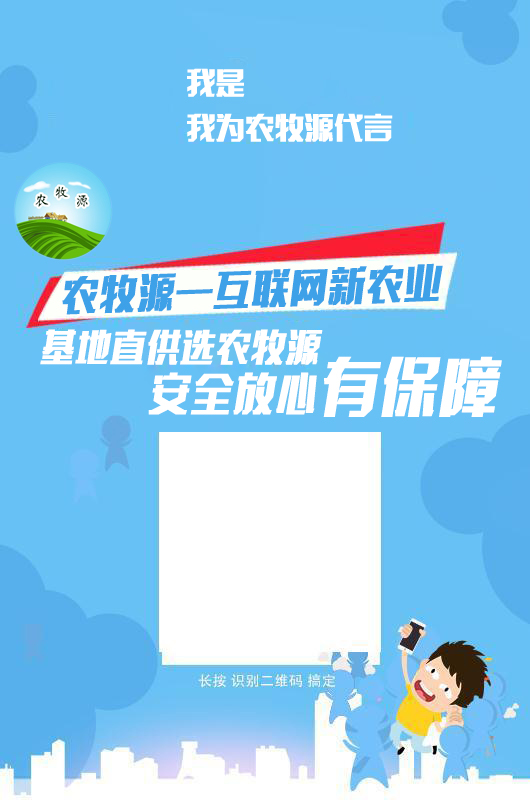 我是
我为农牧源代言
农牧源
农牧源—互联网新农业
基地直供选农牧源
安全放心有保障
长按 识别二维码 搞定